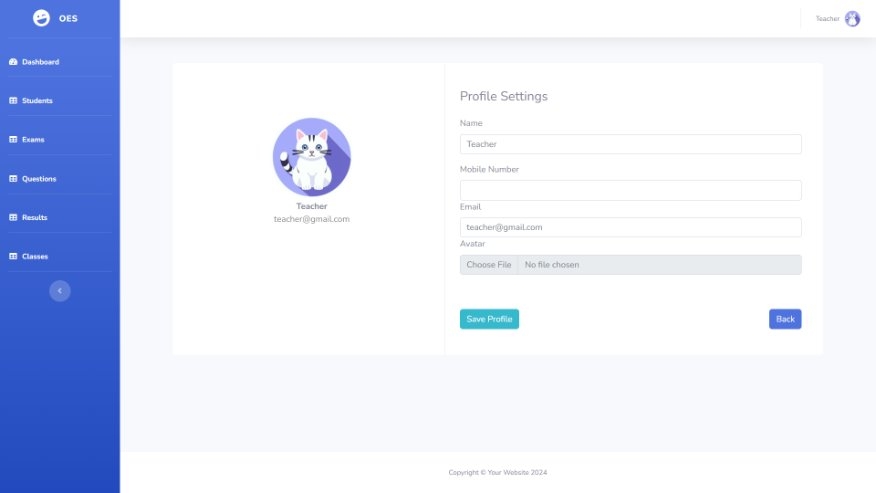 OES
Teacher
Dashboard
Students
Exams
Questions
Results
Classes
Teacher
teacher@gmail.com
Profile Settings
Name
Teacher
Mobile Number
Email
teacher@gmail.com
Avatar
Choose File No file chosen
Save Profile
Back
Copyright © Your Website 2024